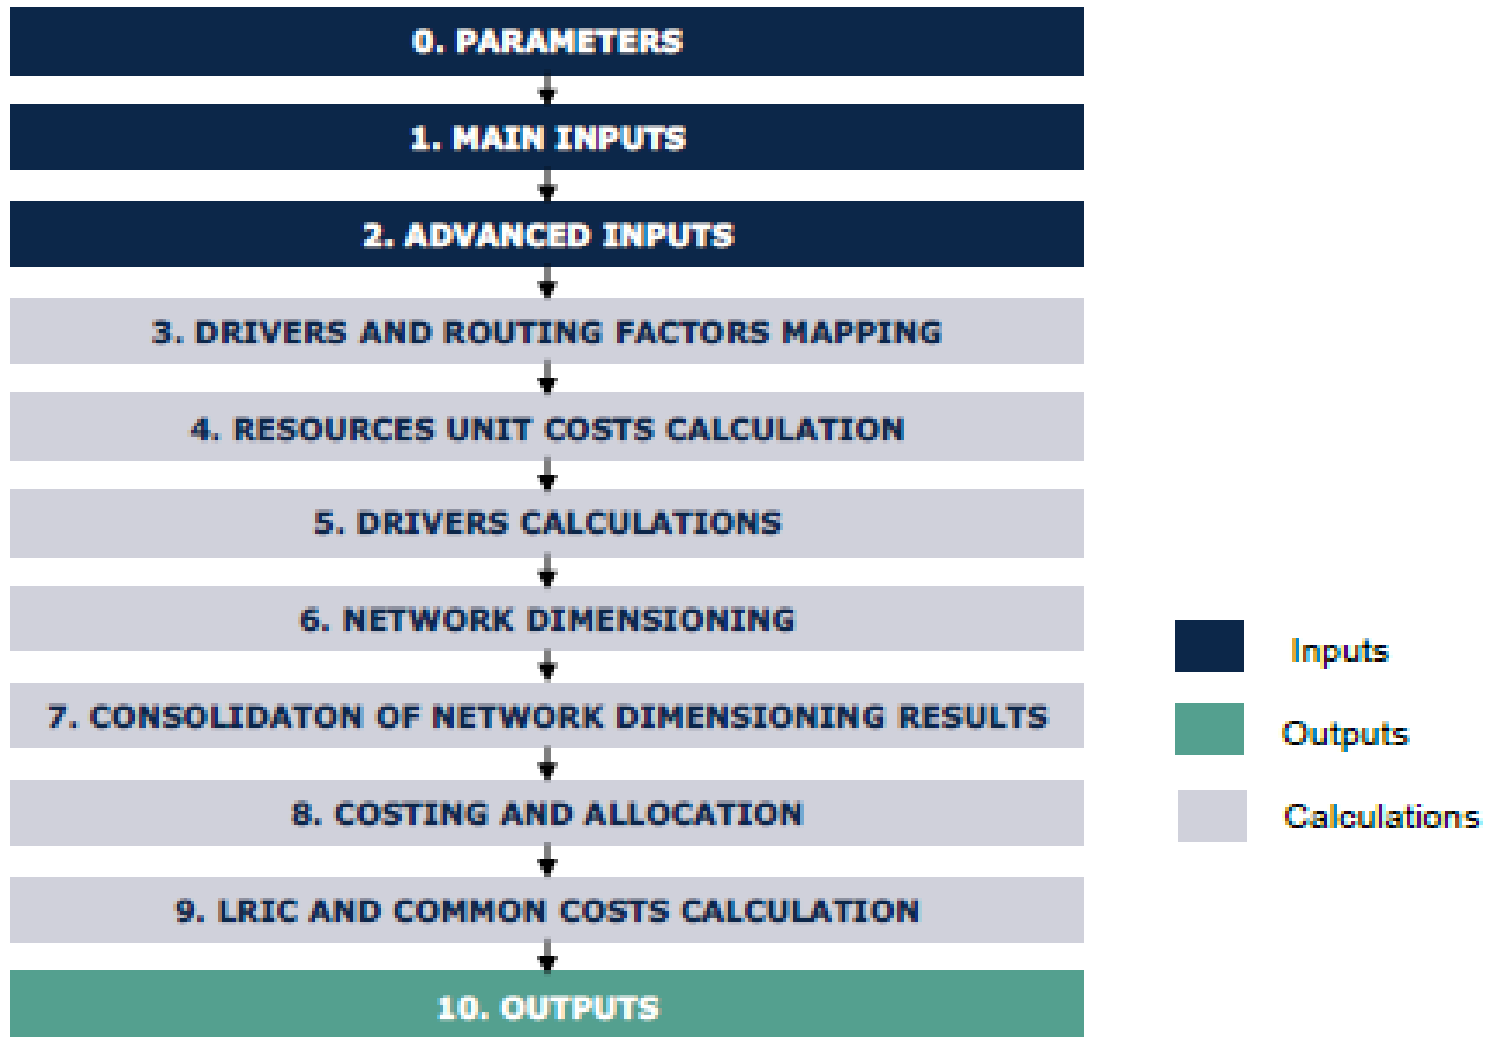 0. PARAMETERS
1. MAIN INPUTS
2. ADVANCED INPUTS
3. DRIVERS AND ROUTING FACTORS MAPPING
4. RESOURCES UNIT COSTS CALCULATION
5. DRIVERS CALCULATIONS
6. NETWORK DIMENSIONING
7. CONSOLIDATON OF NETWORK DIMENSIONING RESULTS
8. COSTING AND ALLOCATION
9. LRIC AND COMMON COSTS CALCULATION
10. OUTPUTS
Inputs
Outputs
Calculations